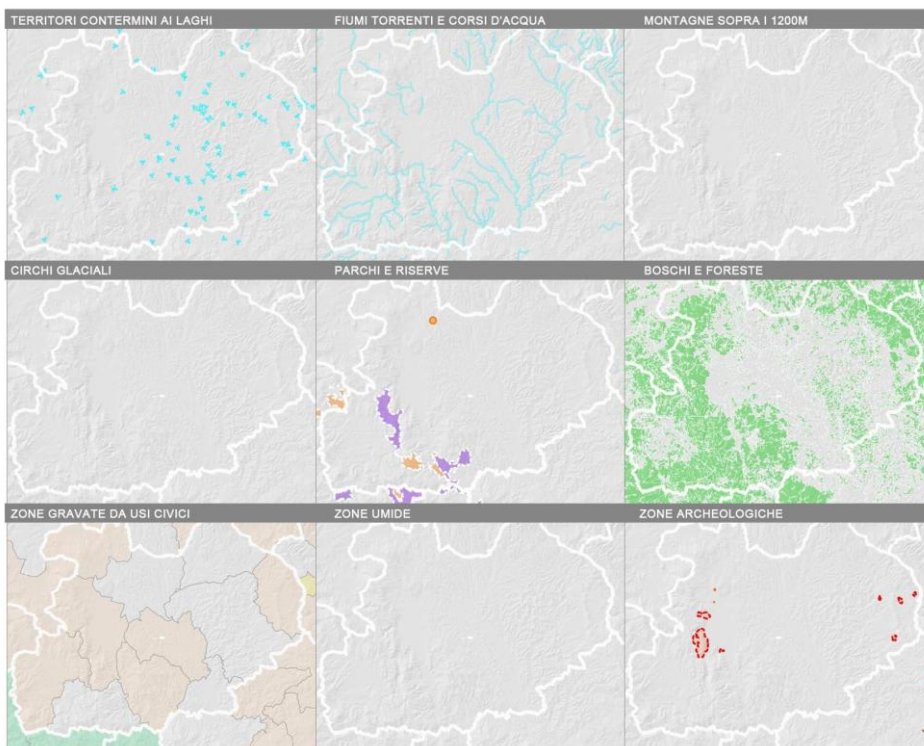 TERRITORI CONTERMINI AI LAGHI
FIUMI TORRENTI E CORSI D'ACQUA
MONTAGNE SOPRA I 1200M
CIRCHI GLACIALI
PARCHI E RISERVE
BOSCHI E FORESTE
ZONE GRAVATE DA USI CIVICI
ZONE UMIDE
ZONE ARCHEOLOGICHE